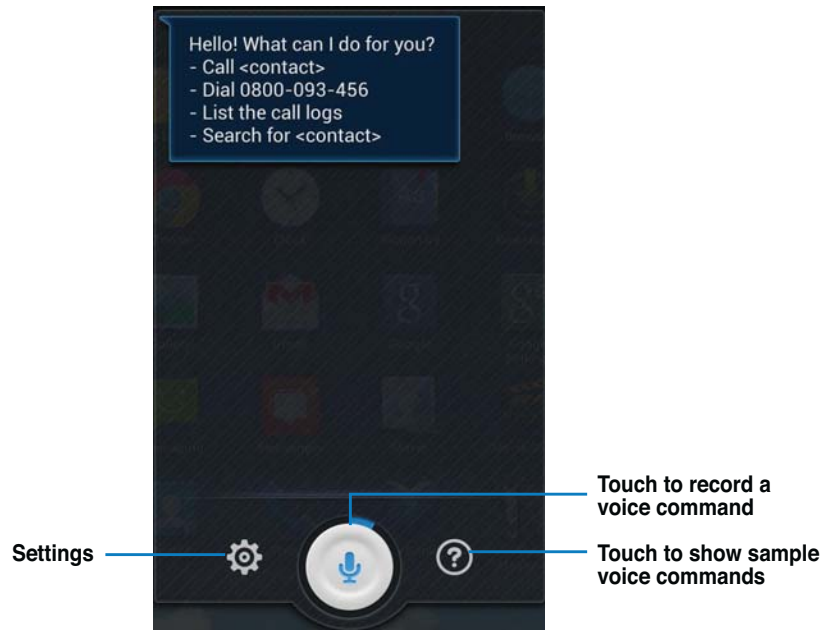 Hello! What can I do for you?
- Call <contact>
- Dial 0800-093-456
- List the call logs
- Search for <contact>
Touch to record a
voice command
Settings
Touch to show sample
voice commands